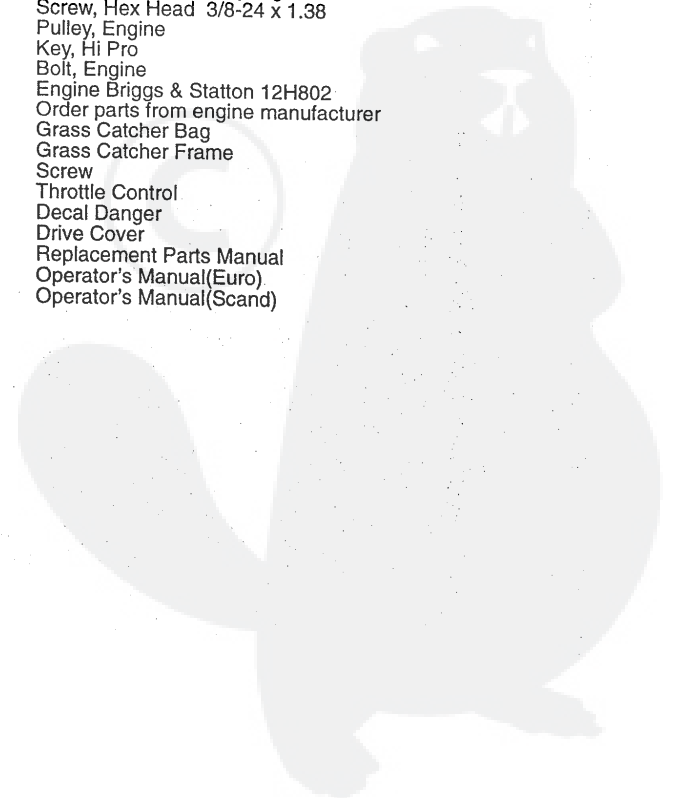 Screw, Hex Head 3/8-24 x 1.38
Pulley, Engine
Key, Hi Pro
Bolt, Engine
Engine Briggs & Statton 12H802
Order parts from engine manufacturer
Grass Catcher Bag
Grass Catcher Frame
Screw
Throttle Control
Decal Danger
Drive Cover
Replacement Parts Manual
Operator's Manual(Euro)
Operator's Manual(Scand)